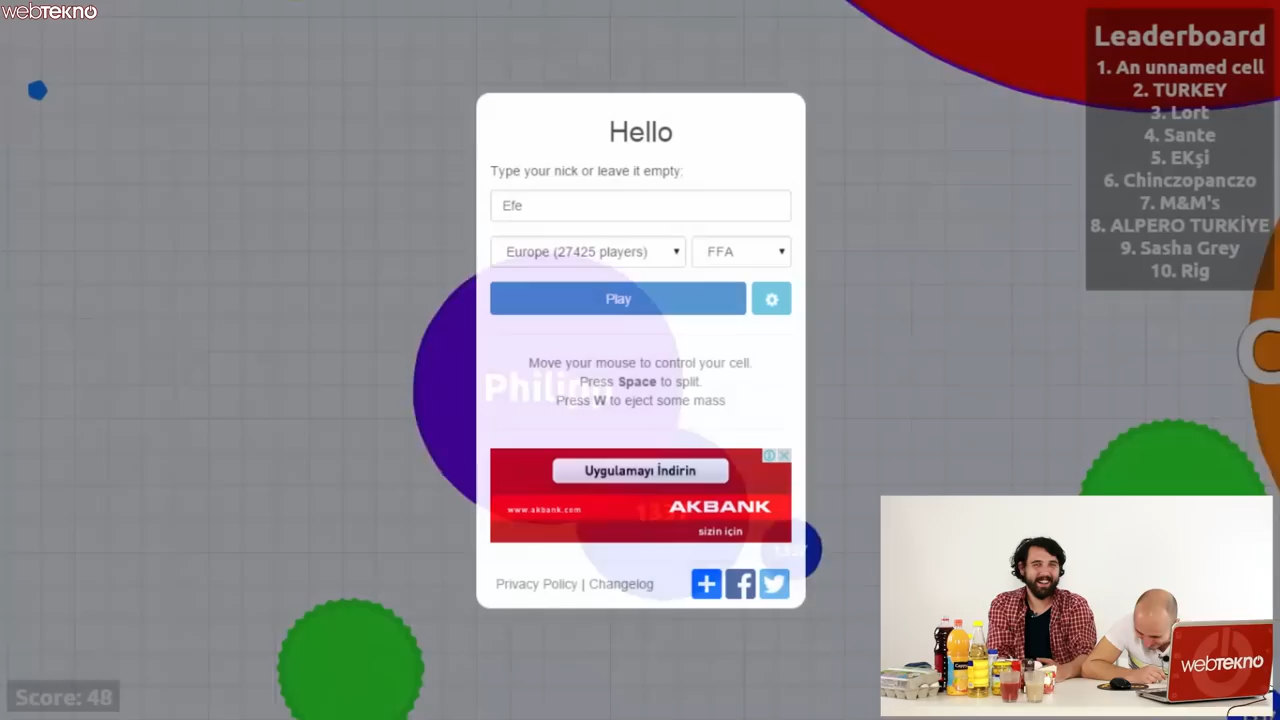 webTEKNO
Leaderboard
1. An unnamed cell
2. TURKEY
3. Lort
4. Sante
5. EKşi
6. Chinczopanczo
7. M&M's
8. ALPERO TURKİYE
9. Sasha Grey
10. Rig
Hello
Type your nick or leave it empty:
Efe
Europe (27425 players)
FFA
Play
Move your mouse to control your cell.
Press Space to split.
Press W to eject some mass
Uygulamayı İndirin
www.akbank.com
AKBANK
sizin için
Privacy Policy | Changelog
Score: 48
webTEKNO